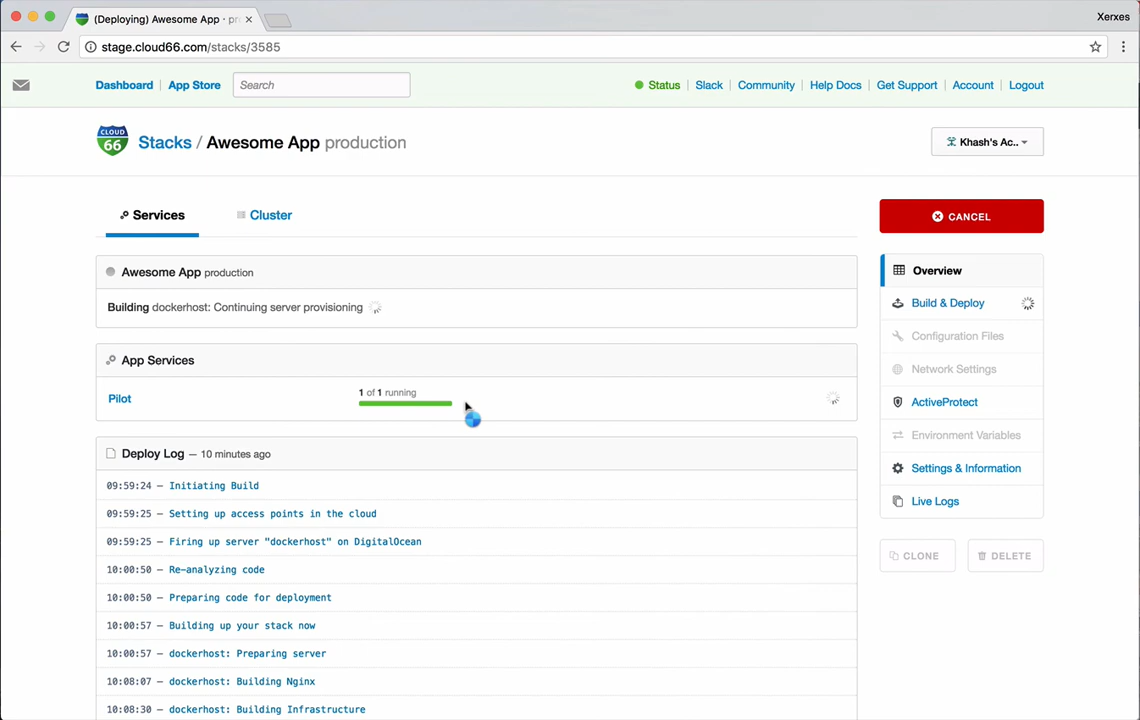 (Deploying) Awesome App - pr
Xerxes
stage.cloud66.com/stacks/3585
Dashboard | App Store Search Status | Slack | Community | Help Docs | Get Support | Account | Logout
CLOUD 66 Stacks / Awesome App production Khash's Ac..
Services Cluster CANCEL
Awesome App production
Building dockerhost: Continuing server provisioning
App Services
Pilot 1 of 1 running
Deploy Log — 10 minutes ago
09:59:24 — Initiating Build
09:59:25 — Setting up access points in the cloud
09:59:25 — Firing up server "dockerhost" on DigitalOcean
10:00:50 — Re-analyzing code
10:00:50 — Preparing code for deployment
10:00:57 — Building up your stack now
10:00:57 — dockerhost: Preparing server
10:08:07 — dockerhost: Building Nginx
10:08:30 — dockerhost: Building Infrastructure
Overview
Build & Deploy
Configuration Files
Network Settings
ActiveProtect
Environment Variables
Settings & Information
Live Logs
CLONE DELETE